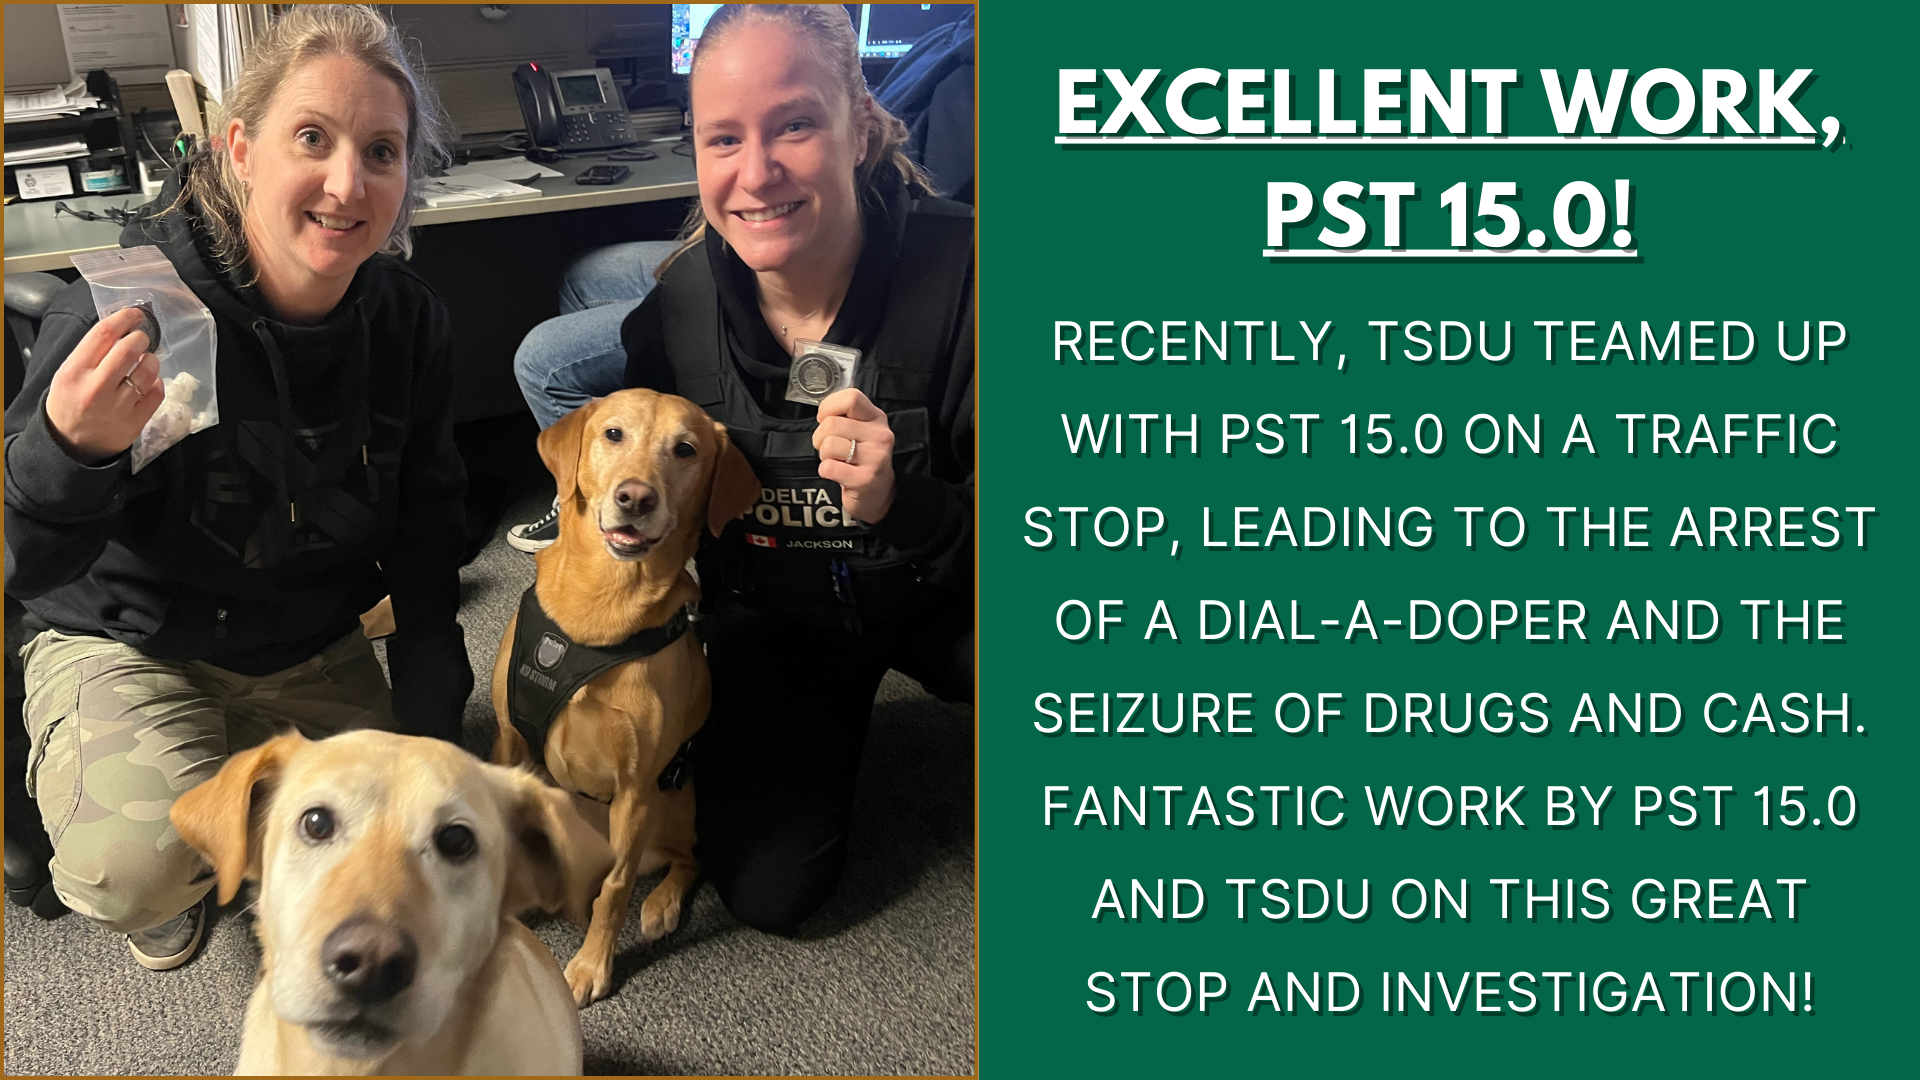 EXCELLENT WORK,
PST 15.0!
RECENTLY, TSDU TEAMED UP
WITH PST 15.0 ON A TRAFFIC
STOP, LEADING TO THE ARREST
OF A DIAL-A-DOPER AND THE
SEIZURE OF DRUGS AND CASH.
FANTASTIC WORK BY PST 15.0
AND TSDU ON THIS GREAT
STOP AND INVESTIGATION!
DELTA
POLICE
JACKSON
K9 STORM